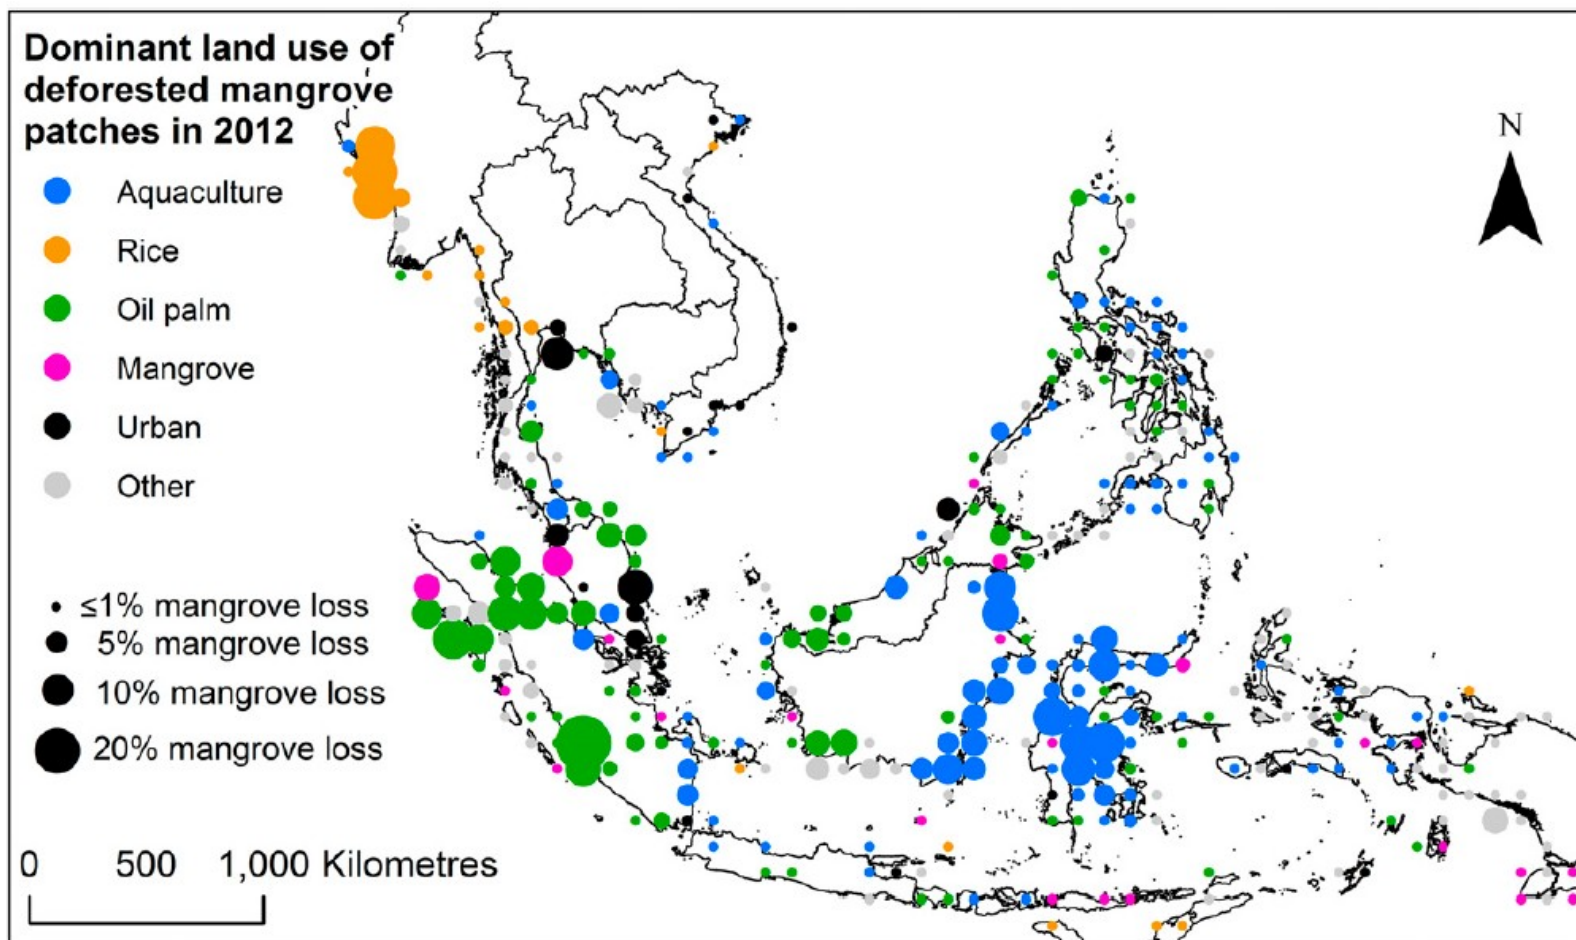 Dominant land use of
deforested mangrove
patches in 2012
Aquaculture
Rice
Oil palm
Mangrove
Urban
Other
≤1% mangrove loss
5% mangrove loss
10% mangrove loss
20% mangrove loss
0 500 1,000 Kilometres
N